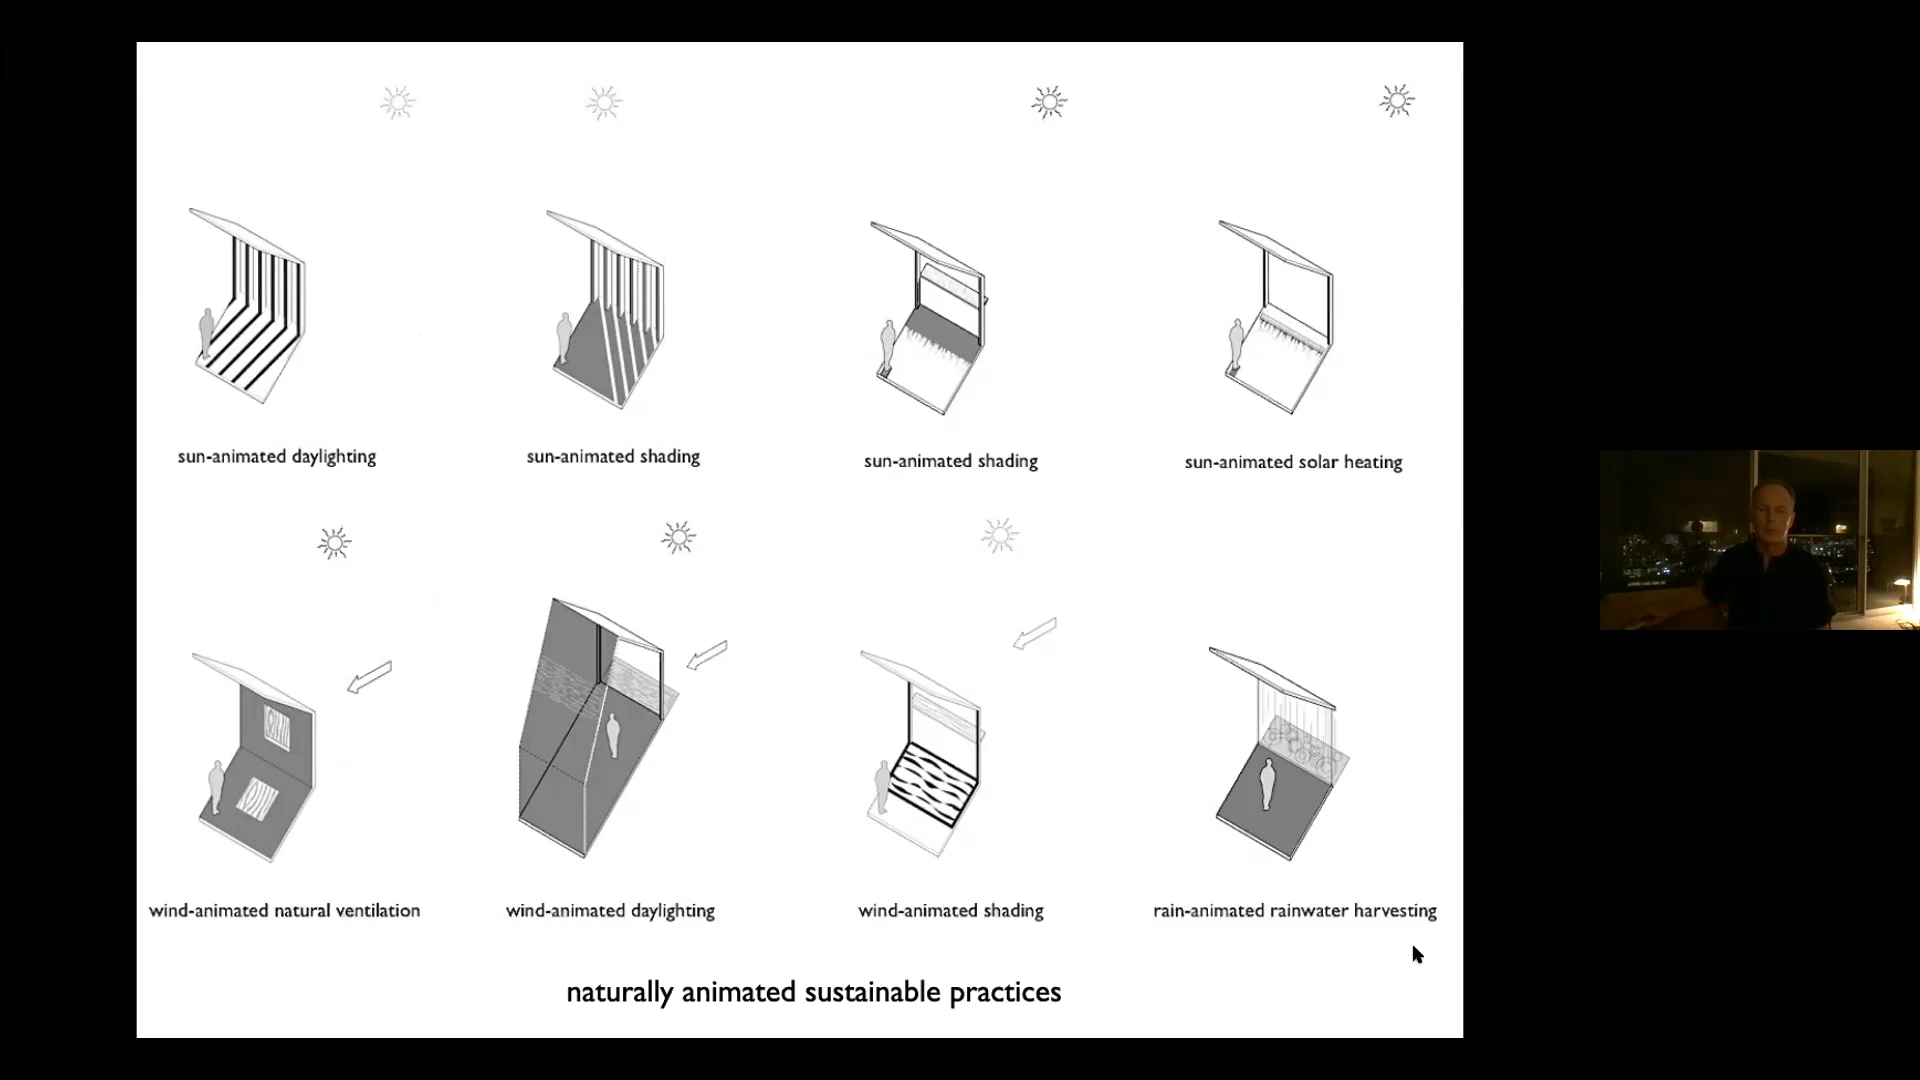 sun-animated daylighting
sun-animated shading
sun-animated shading
sun-animated solar heating
wind-animated natural ventilation
wind-animated daylighting
wind-animated shading
rain-animated rainwater harvesting
naturally animated sustainable practices